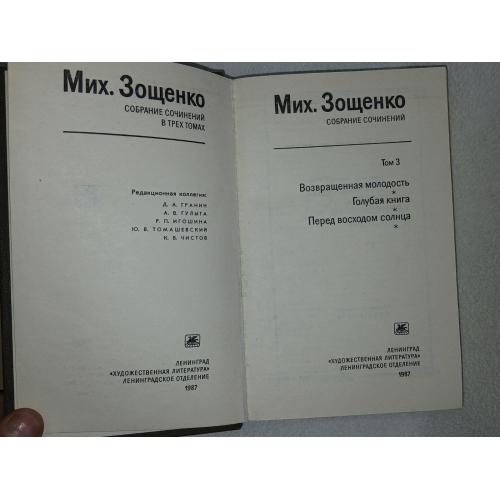 Мих. Зощенко
СОБРАНИЕ СОЧИНЕНИЙ
В ТРЕХ ТОМАХ
Редакционная коллегия:
Д. А. ГРАНИН
А. В. ГУЛЫГА
Р. П. ИГОШИНА
Ю. В. ТОМАШЕВСКИЙ
К. В. ЧИСТОВ
ЛЕНИНГРАД
«ХУДОЖЕСТВЕННАЯ ЛИТЕРАТУРА»
ЛЕНИНГРАДСКОЕ ОТДЕЛЕНИЕ
1987
Мих. Зощенко
СОБРАНИЕ СОЧИНЕНИЙ
Том 3
Возвращенная молодость
*
Голубая книга
*
Перед восходом солнца
*
ЛЕНИНГРАД
«ХУДОЖЕСТВЕННАЯ ЛИТЕРАТУРА»
ЛЕНИНГРАДСКОЕ ОТДЕЛЕНИЕ
1987